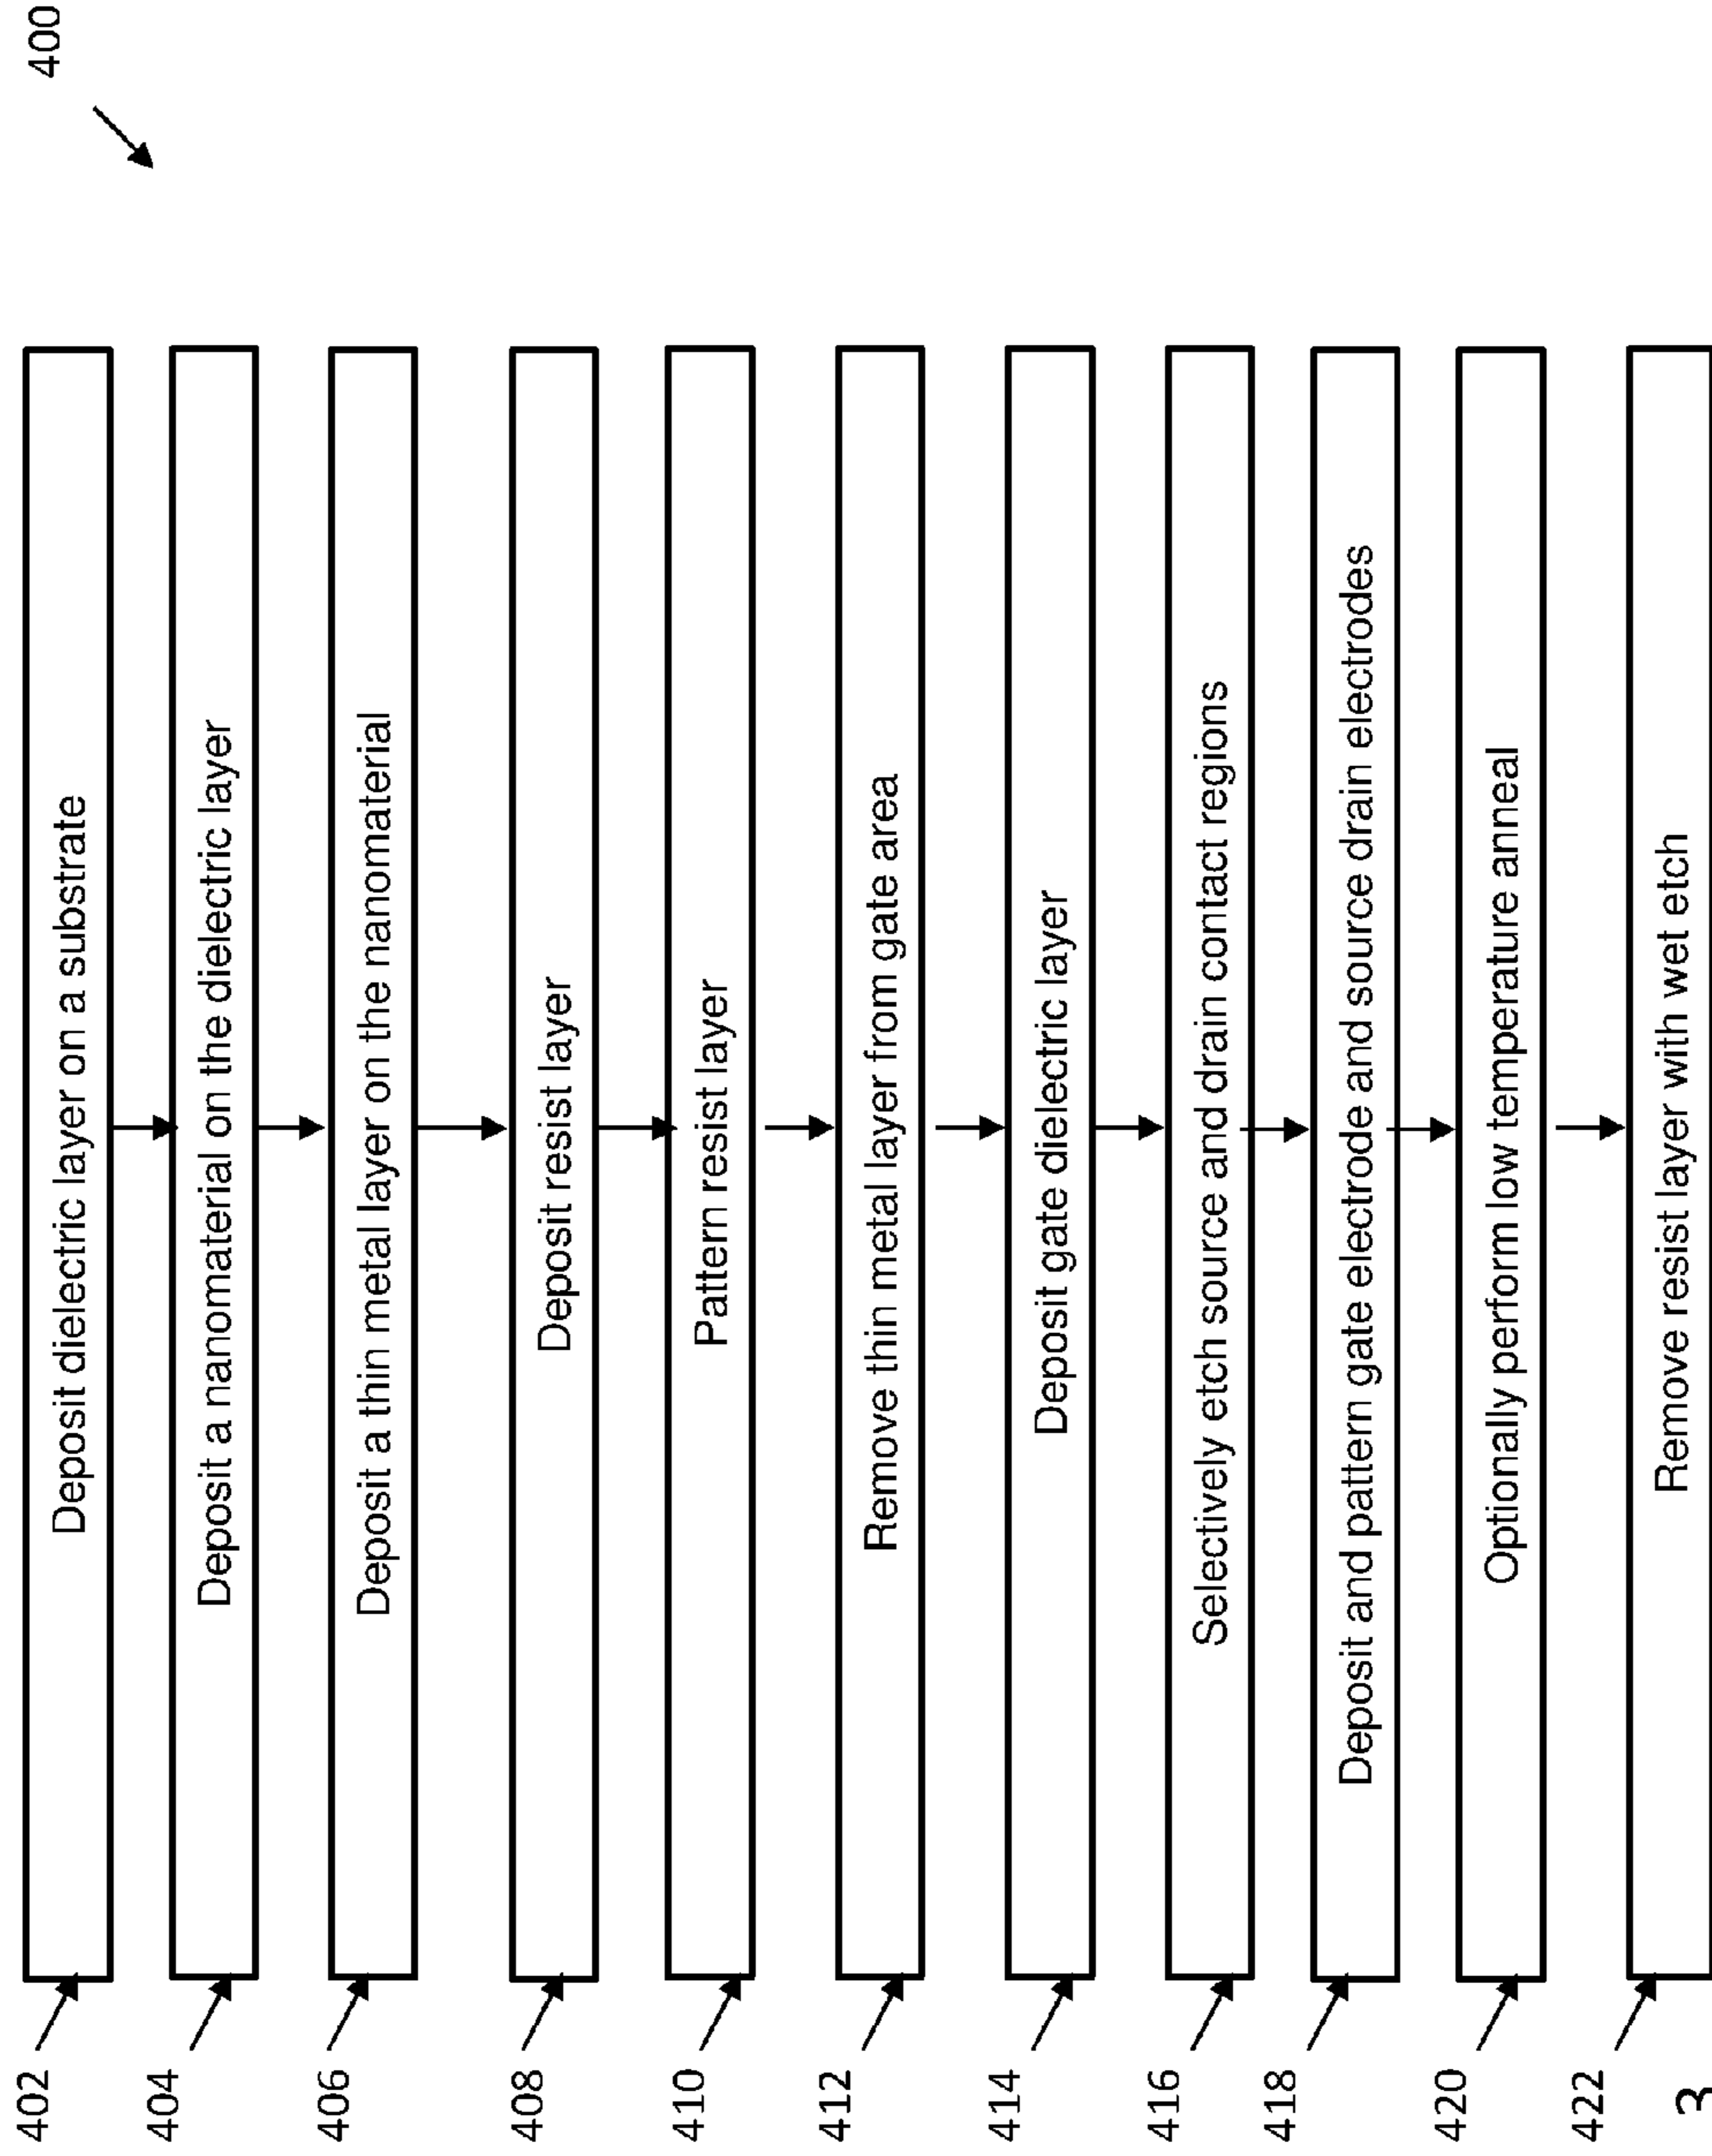 400
402
Deposit dielectric layer on a substrate
404
Deposit a nanomaterial on the dielectric layer
406
Deposit a thin metal layer on the nanomaterial
408
Deposit resist layer
410
Pattern resist layer
412
Remove thin metal layer from gate area
414
Deposit gate dielectric layer
416
Selectively etch source and drain contact regions
418
Deposit and pattern gate electrode and source drain electrodes
420
Optionally perform low temperature anneal
422
Remove resist layer with wet etch